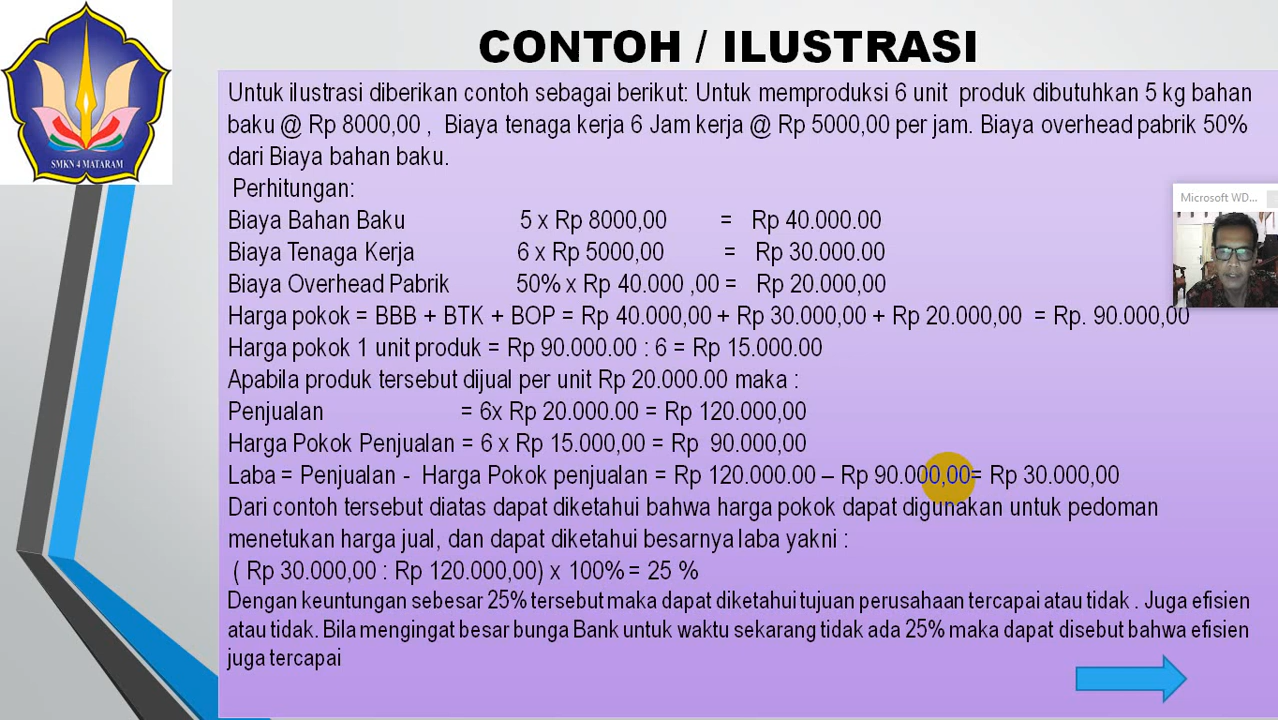 CONTOH / ILUSTRASI
SMKN 4 MATARAM
Untuk ilustrasi diberikan contoh sebagai berikut: Untuk memproduksi 6 unit produk dibutuhkan 5 kg bahan
baku @ Rp 8000,00 , Biaya tenaga kerja 6 Jam kerja @ Rp 5000,00 per jam. Biaya overhead pabrik 50%
dari Biaya bahan baku.
Perhitungan:
Biaya Bahan Baku 5 x Rp 8000,00 = Rp 40.000.00
Biaya Tenaga Kerja 6 x Rp 5000,00 = Rp 30.000.00
Biaya Overhead Pabrik 50% x Rp 40.000 ,00 = Rp 20.000,00
Harga pokok = BBB + BTK + BOP = Rp 40.000,00 + Rp 30.000,00 + Rp 20.000,00 = Rp. 90.000,00
Harga pokok 1 unit produk = Rp 90.000.00 : 6 = Rp 15.000.00
Apabila produk tersebut dijual per unit Rp 20.000.00 maka :
Penjualan = 6x Rp 20.000.00 = Rp 120.000,00
Harga Pokok Penjualan = 6 x Rp 15.000,00 = Rp 90.000,00
Laba = Penjualan - Harga Pokok penjualan = Rp 120.000.00 – Rp 90.000,00= Rp 30.000,00
Dari contoh tersebut diatas dapat diketahui bahwa harga pokok dapat digunakan untuk pedoman
menetukan harga jual, dan dapat diketahui besarnya laba yakni :
( Rp 30.000,00 : Rp 120.000,00) x 100% = 25 %
Dengan keuntungan sebesar 25% tersebut maka dapat diketahui tujuan perusahaan tercapai atau tidak . Juga efisien
atau tidak. Bila mengingat besar bunga Bank untuk waktu sekarang tidak ada 25% maka dapat disebut bahwa efisien
juga tercapai
Microsoft WD...